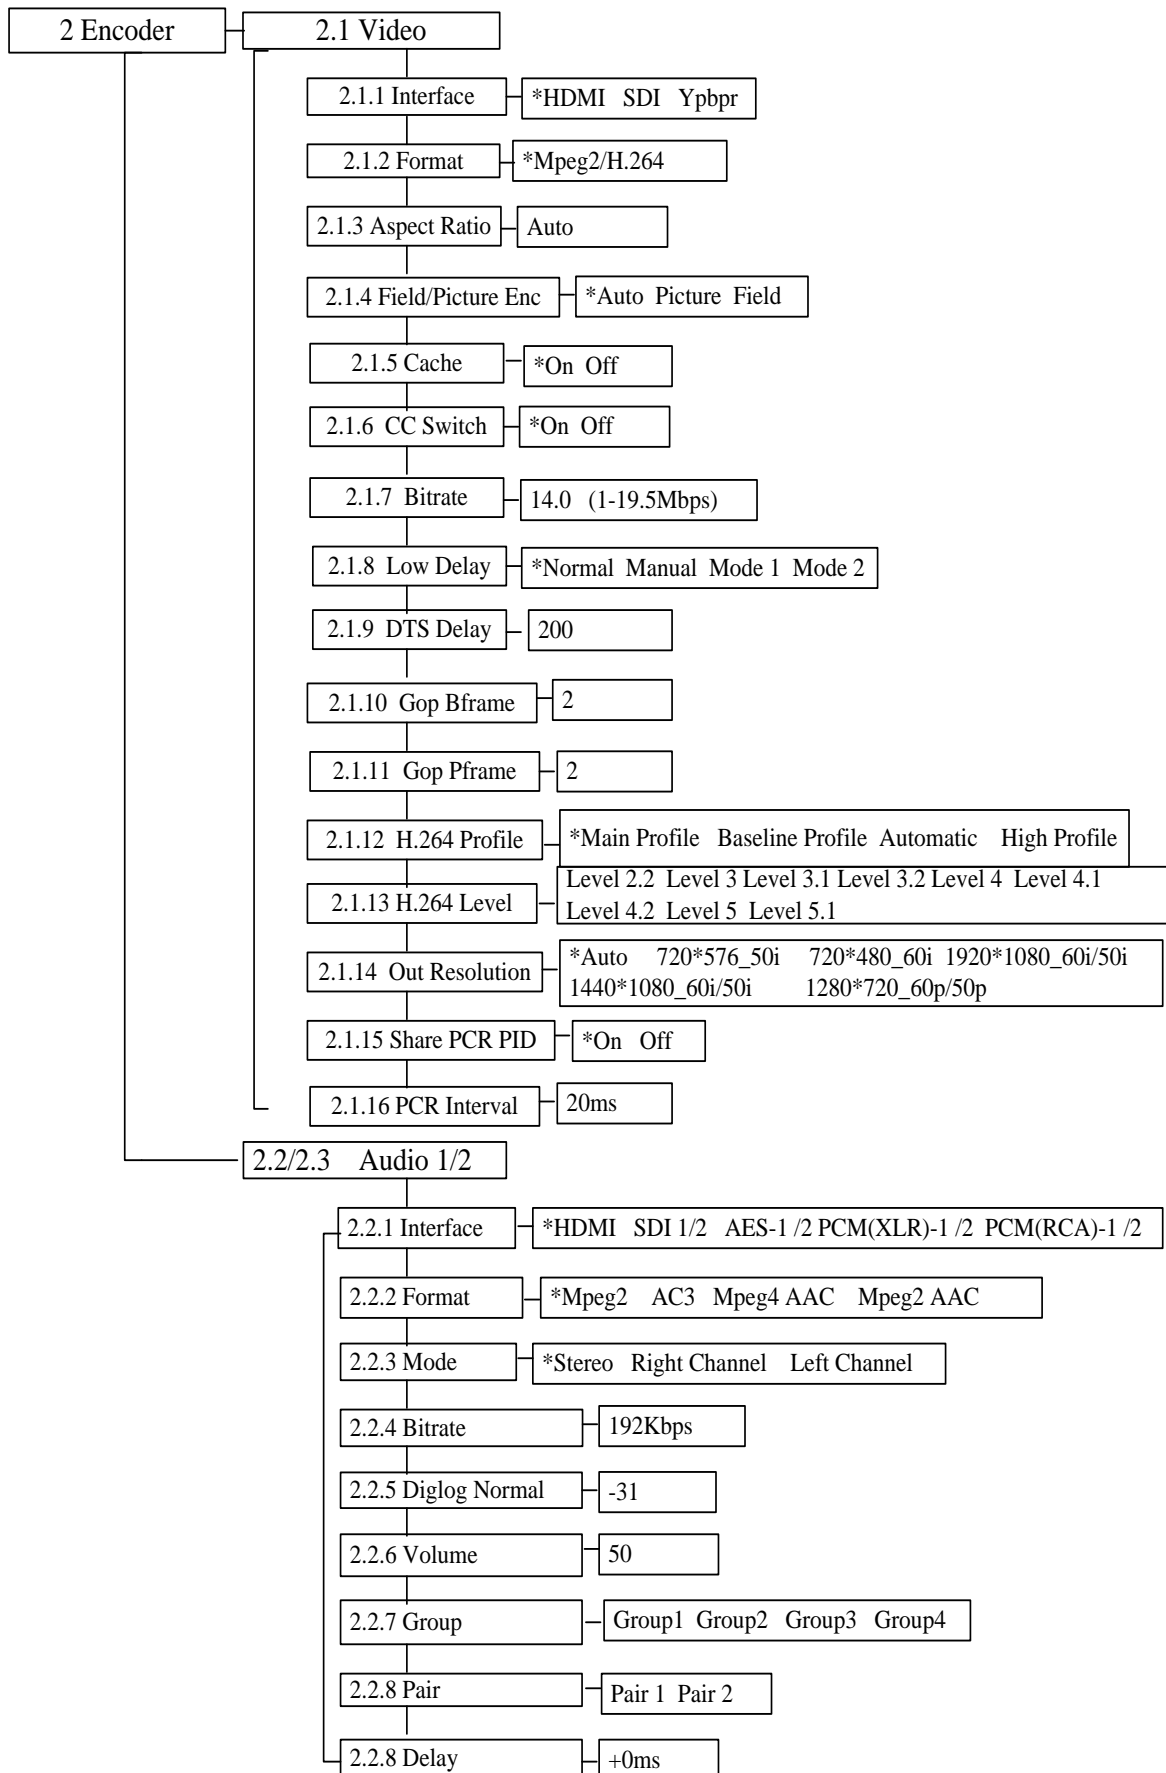 2 Encoder
2.1 Video
2.1.1 Interface
*HDMI SDI Ypbpr
2.1.2 Format
*Mpeg2/H.264
2.1.3 Aspect Ratio
Auto
2.1.4 Field/Picture Enc
*Auto Picture Field
2.1.5 Cache
*On Off
2.1.6 CC Switch
*On Off
2.1.7 Bitrate
14.0 (1-19.5Mbps)
2.1.8 Low Delay
*Normal Manual Mode 1 Mode 2
2.1.9 DTS Delay
200
2.1.10 Gop Bframe
2
2.1.11 Gop Pframe
2
2.1.12 H.264 Profile
*Main Profile Baseline Profile Automatic High Profile
2.1.13 H.264 Level
Level 2.2 Level 3 Level 3.1 Level 3.2 Level 4 Level 4.1
Level 4.2 Level 5 Level 5.1
2.1.14 Out Resolution
*Auto 720*576_50i 720*480_60i 1920*1080_60i/50i
1440*1080_60i/50i 1280*720_60p/50p
2.1.15 Share PCR PID
*On Off
2.1.16 PCR Interval
20ms
2.2/2.3 Audio 1/2
2.2.1 Interface
*HDMI SDI 1/2 AES-1 /2 PCM(XLR)-1 /2 PCM(RCA)-1 /2
2.2.2 Format
*Mpeg2 AC3 Mpeg4 AAC Mpeg2 AAC
2.2.3 Mode
*Stereo Right Channel Left Channel
2.2.4 Bitrate
192Kbps
2.2.5 Diglog Normal
-31
2.2.6 Volume
50
2.2.7 Group
Group1 Group2 Group3 Group4
2.2.8 Pair
Pair 1 Pair 2
2.2.8 Delay
+0ms